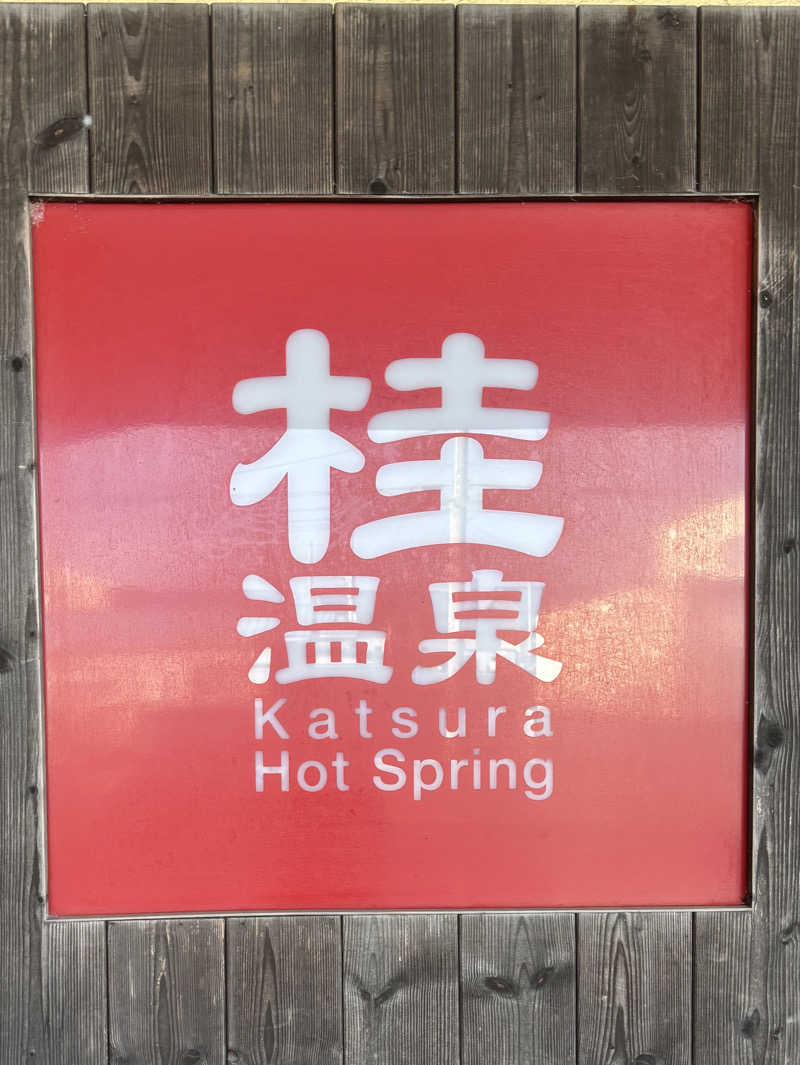 桂
温泉
Katsura
Hot Spring